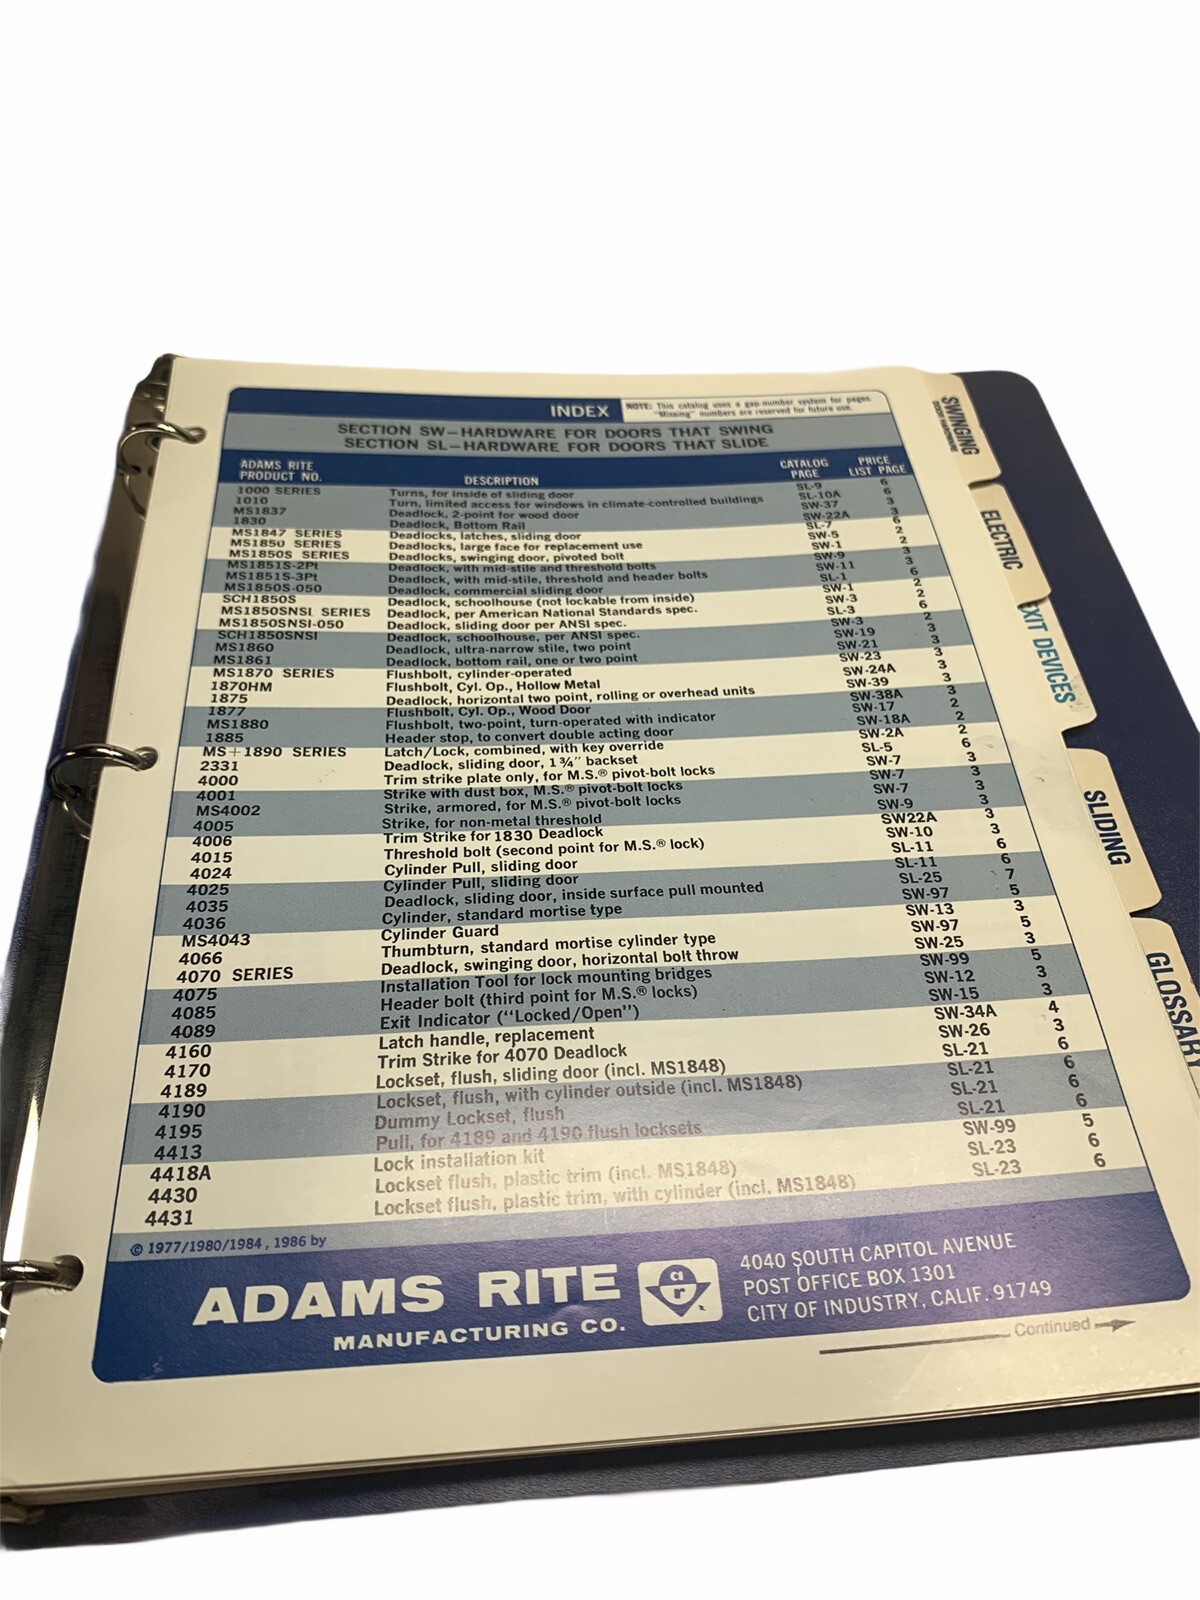 INDEX
NOTE: This catalog uses a gap-number system for pages.
"Missing" numbers are reserved for future use.
SECTION SW—HARDWARE FOR DOORS THAT SWING
SECTION SL—HARDWARE FOR DOORS THAT SLIDE
ADAMS RITE PRODUCT NO. DESCRIPTION CATALOG PAGE PRICE LIST PAGE
1000 SERIES Turns, for inside of sliding door SL-9 6
1010 Turn, limited access for windows in climate-controlled buildings SL-10A 6
MS1837 Deadlock, 2-point for wood door SW-37 3
1830 Deadlock, Bottom Rail SW-22A 3
MS1847 SERIES Deadlocks, latches, sliding door SL-7 6
MS1850 SERIES Deadlocks, large face for replacement use SW-5 2
MS1850S SERIES Deadlocks, swinging door, pivoted bolt SW-1 2
MS1851S-2Pt Deadlock, with mid-stile and threshold bolts SW-9 3
MS1851S-3Pt Deadlock, with mid-stile, threshold and header bolts SW-11 3
MS1850S-050 Deadlock, commercial sliding door SL-1 6
SCH1850S Deadlock, schoolhouse (not lockable from inside) SW-1 2
MS1850SNSI SERIES Deadlock, per American National Standards spec. SW-3 2
MS1850SNSI-050 Deadlock, sliding door per ANSI spec. SL-3 6
SCH1850SNSI Deadlock, schoolhouse, per ANSI spec. SW-3 2
MS1860 Deadlock, ultra-narrow stile, two point SW-19 3
MS1861 Deadlock, bottom rail, one or two point SW-21 3
MS1870 SERIES Flushbolt, cylinder-operated SW-23 3
1870HM Flushbolt, Cyl. Op., Hollow Metal SW-24A 3
1875 Deadlock, horizontal two point, rolling or overhead units SW-39 3
1877 Flushbolt, Cyl. Op., Wood Door SW-38A 3
MS1880 Flushbolt, two-point, turn-operated with indicator SW-17 2
1885 Header stop, to convert double acting door SW-18A 2
MS+1890 SERIES Latch/Lock, combined, with key override SW-2A 2
2331 Deadlock, sliding door, 1¾" backset SL-5 6
4000 Trim strike plate only, for M.S.® pivot-bolt locks SW-7 3
4001 Strike with dust box, M.S.® pivot-bolt locks SW-7 3
MS4002 Strike, armored, for M.S.® pivot-bolt locks SW-7 3
4005 Strike, for non-metal threshold SW-9 3
4006 Trim Strike for 1830 Deadlock SW22A 3
4015 Threshold bolt (second point for M.S.® lock) SW-10 3
4024 Cylinder Pull, sliding door SL-11 6
4025 Cylinder Pull, sliding door SL-11 6
4035 Deadlock, sliding door, inside surface pull mounted SL-25 7
4036 Cylinder, standard mortise type SW-97 5
MS4043 Cylinder Guard SW-13 3
4066 Thumbturn, standard mortise cylinder type SW-97 5
4070 SERIES Deadlock, swinging door, horizontal bolt throw SW-25 3
4075 Installation Tool for lock mounting bridges SW-99 5
4085 Header bolt (third point for M.S.® locks) SW-12 3
4089 Exit Indicator ("Locked/Open") SW-15 3
4160 Latch handle, replacement SW-34A 4
4170 Trim Strike for 4070 Deadlock SW-26 3
4189 Lockset, flush, sliding door (incl. MS1848) SL-21 6
4190 Lockset, flush, with cylinder outside (incl. MS1848) SL-21 6
4195 Dummy Lockset, flush SL-21 6
4413 Pull, for 4189 and 4190 flush locksets SL-21 6
4418A Lock installation kit SW-99 5
4430 Lockset flush, plastic trim (incl. MS1848) SL-23 6
4431 Lockset flush, plastic trim, with cylinder (incl. MS1848) SL-23 6
© 1977/1980/1984, 1986 by
ADAMS RITE
MANUFACTURING CO.
4040 SOUTH CAPITOL AVENUE
POST OFFICE BOX 1301
CITY OF INDUSTRY, CALIF. 91749
Continued
SWINGING
DOOR HARDWARE
ELECTRIC
EXIT DEVICES
SLIDING
GLOSSARY